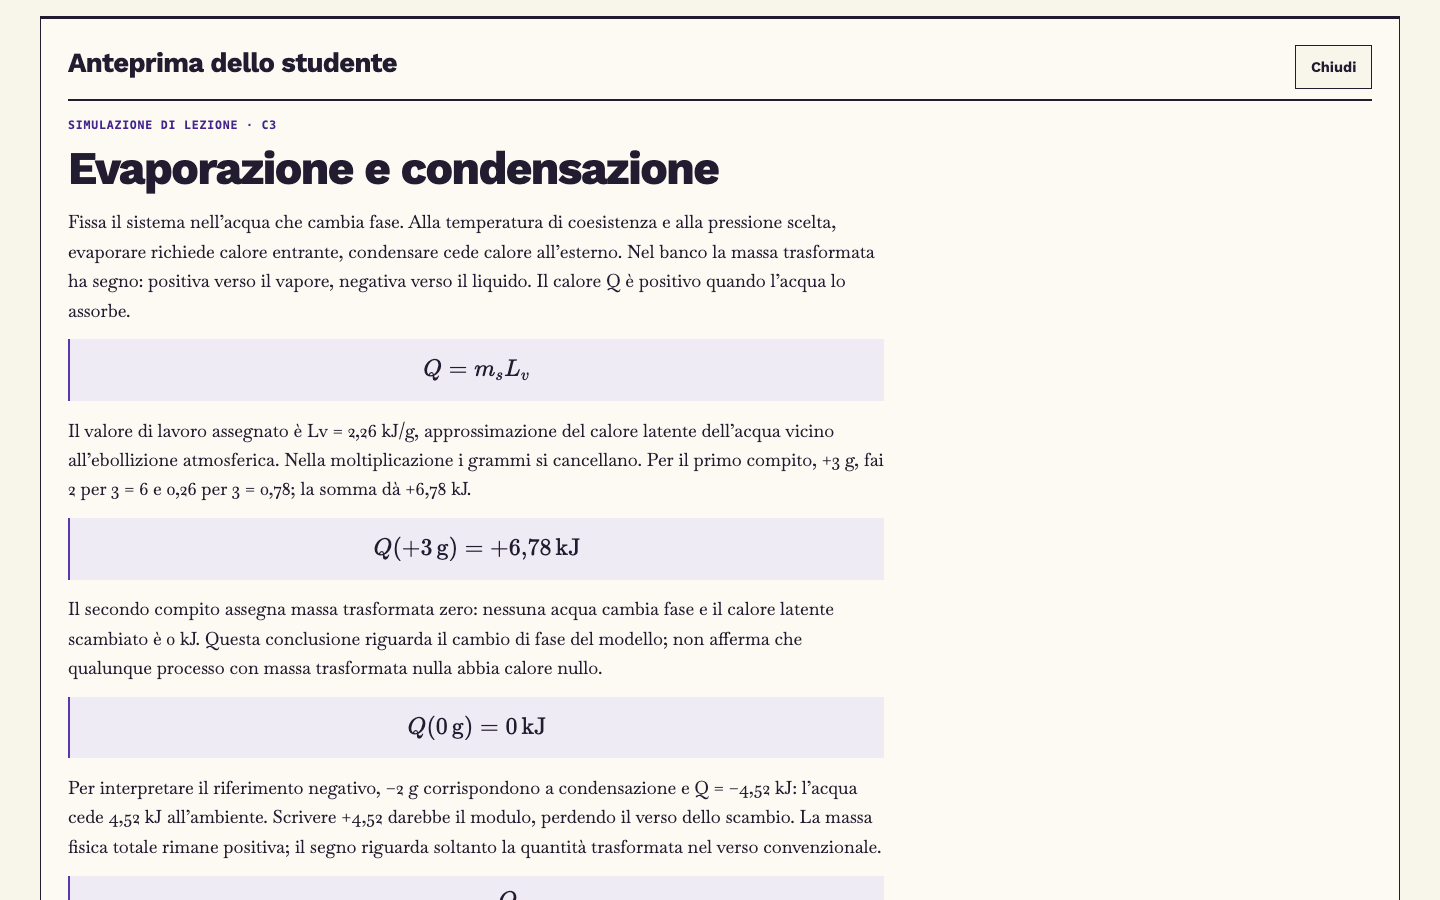 Anteprima dello studente
Chiudi
SIMULAZIONE DI LEZIONE · C3
Evaporazione e condensazione
Fissa il sistema nell’acqua che cambia fase. Alla temperatura di coesistenza e alla pressione scelta,
evaporare richiede calore entrante, condensare cede calore all’esterno. Nel banco la massa trasformata
ha segno: positiva verso il vapore, negativa verso il liquido. Il calore Q è positivo quando l’acqua lo
assorbe.
Q = mₛLᵥ
Il valore di lavoro assegnato è Lv = 2,26 kJ/g, approssimazione del calore latente dell’acqua vicino
all’ebollizione atmosferica. Nella moltiplicazione i grammi si cancellano. Per il primo compito, +3 g, fai
2 per 3 = 6 e 0,26 per 3 = 0,78; la somma dà +6,78 kJ.
Q(+3 g) = +6,78 kJ
Il secondo compito assegna massa trasformata zero: nessuna acqua cambia fase e il calore latente
scambiato è 0 kJ. Questa conclusione riguarda il cambio di fase del modello; non afferma che
qualunque processo con massa trasformata nulla abbia calore nullo.
Q(0 g) = 0 kJ
Per interpretare il riferimento negativo, −2 g corrispondono a condensazione e Q = −4,52 kJ: l’acqua
cede 4,52 kJ all’ambiente. Scrivere +4,52 darebbe il modulo, perdendo il verso dello scambio. La massa
fisica totale rimane positiva; il segno riguarda soltanto la quantità trasformata nel verso convenzionale.
Q